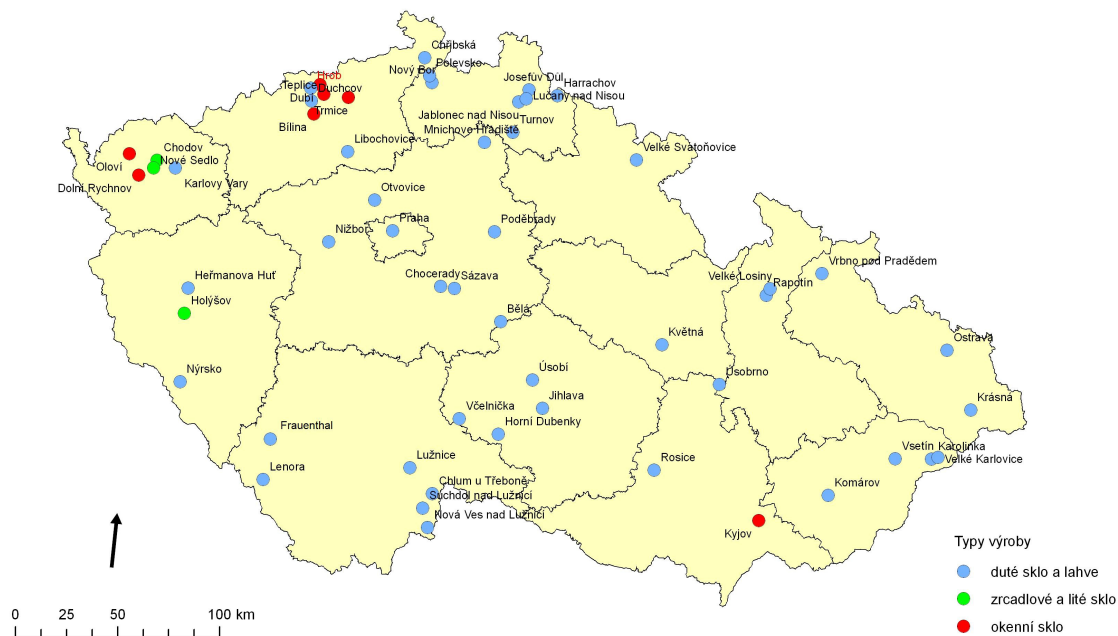 Chřibská
Polevsko
Nový Bor
Hrob
Teplice
Duchcov
Dubí
Trmice
Bílina
Josefův Důl
Harrachov
Lučany nad Nisou
Jablonec nad Nisou
Turnov
Mnichovo Hradiště
Libochovice
Velké Svatoňovice
Chodov
Nové Sedlo
Oloví
Karlovy Vary
Dolní Rychnov
Otvovice
Praha
Nižbor
Poděbrady
Heřmanova Huť
Holýšov
Chocerady
Sázava
Bělá
Velké Losiny
Rapotín
Vrbno pod Pradědem
Květná
Ostrava
Nýrsko
Úsobí
Úsobrno
Jihlava
Včelnička
Krásná
Horní Dubenky
Frauenthal
Lužnice
Lenora
Rosice
Vsetín
Karolinka
Velké Karlovice
Chlum u Třeboně
Suchdol nad Lužnicí
Nová Ves nad Lužnicí
Komárov
Kyjov
Typy výroby
duté sklo a lahve
zrcadlové a lité sklo
okenní sklo
0 25 50 100 km